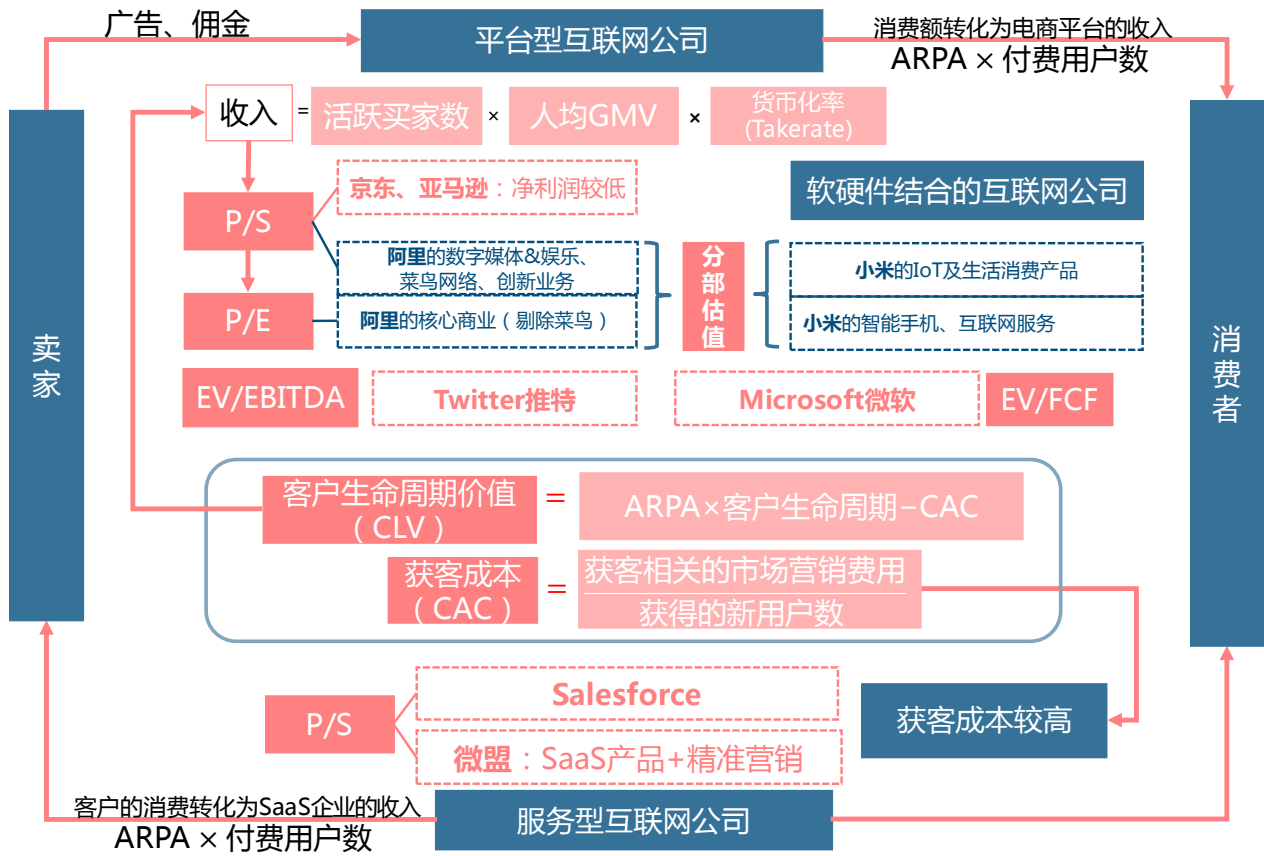 广告、佣金
平台型互联网公司
消费额转化为电商平台的收入
ARPA × 付费用户数
收入
=
活跃买家数
×
人均GMV
×
货币化率
(Takerate)
京东、亚马逊：净利润较低
软硬件结合的互联网公司
P/S
阿里的数字媒体&娱乐、
菜鸟网络、创新业务
分
部
估
值
小米的IoT及生活消费产品
P/E
阿里的核心商业（剔除菜鸟）
小米的智能手机、互联网服务
卖
家
消
费
者
EV/EBITDA
Twitter推特
Microsoft微软
EV/FCF
客户生命周期价值
（CLV）
=
ARPA×客户生命周期−CAC
获客成本
（CAC）
=
获客相关的市场营销费用
获得的新用户数
P/S
Salesforce
微盟：SaaS产品+精准营销
获客成本较高
客户的消费转化为SaaS企业的收入
ARPA × 付费用户数
服务型互联网公司